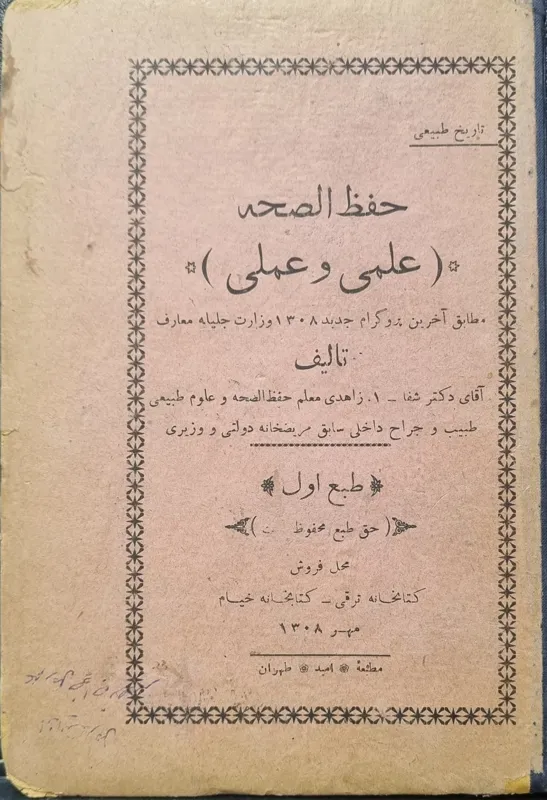 تاریخ طبیعی
حفظ الصحه
( علمی و عملی )
مطابق آخرین پروگرام جدید ۱۳۰۸ وزارت جلیله معارف
تالیف
آقای دکتر شفا ـ ا. زاهدی معلم حفظ‌الصحه و علوم طبیعی
طبیب و جراح داخلی سابق مریضخانه دولتی و وزیری
طبع اول
( حق طبع محفوظ )
محل فروش
کتابخانه ترقی ـ کتابخانه خیام
مهر ۱۳۰۸
مطبعهٔ امید طهران